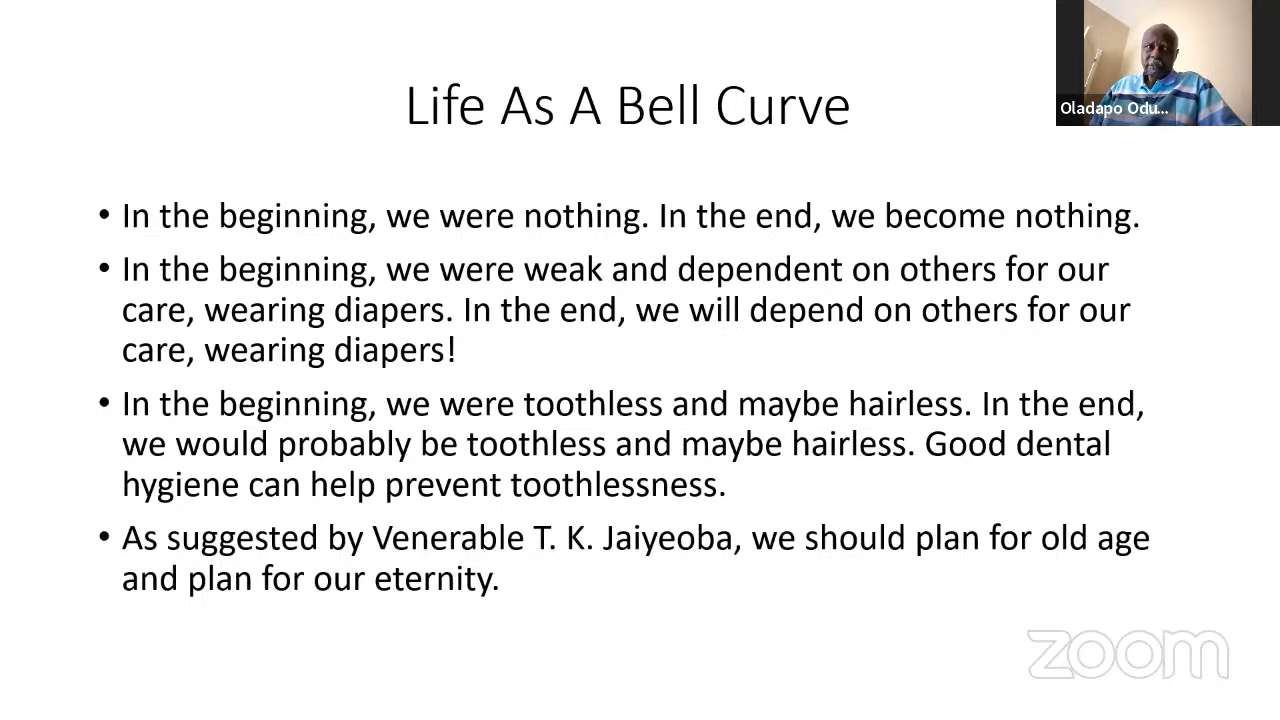 Life As A Bell Curve
Oladapo Odu...
• In the beginning, we were nothing. In the end, we become nothing.
• In the beginning, we were weak and dependent on others for our
care, wearing diapers. In the end, we will depend on others for our
care, wearing diapers!
• In the beginning, we were toothless and maybe hairless. In the end,
we would probably be toothless and maybe hairless. Good dental
hygiene can help prevent toothlessness.
• As suggested by Venerable T. K. Jaiyeoba, we should plan for old age
and plan for our eternity.
zoom